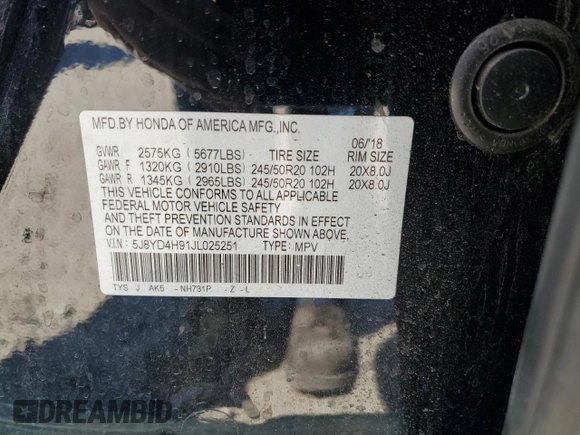 MFD.BY HONDA OF AMERICA MFG.,INC.
06/'18
GVWR 2575KG (5677LBS) TIRE SIZE RIM SIZE
GAWR F 1320KG (2910LBS) 245/50R20 102H 20X8.0J
GAWR R 1345KG (2965LBS) 245/50R20 102H 20X8.0J
THIS VEHICLE CONFORMS TO ALL APPLICABLE
FEDERAL MOTOR VEHICLE SAFETY
AND THEFT PREVENTION STANDARDS IN EFFECT
ON THE DATE OF MANUFACTURE SHOWN ABOVE.
V.I.N.: 5J8YD4H91JL025251 TYPE: MPV
TYS J AK5 -NH731P -Z -L
DREAMBID